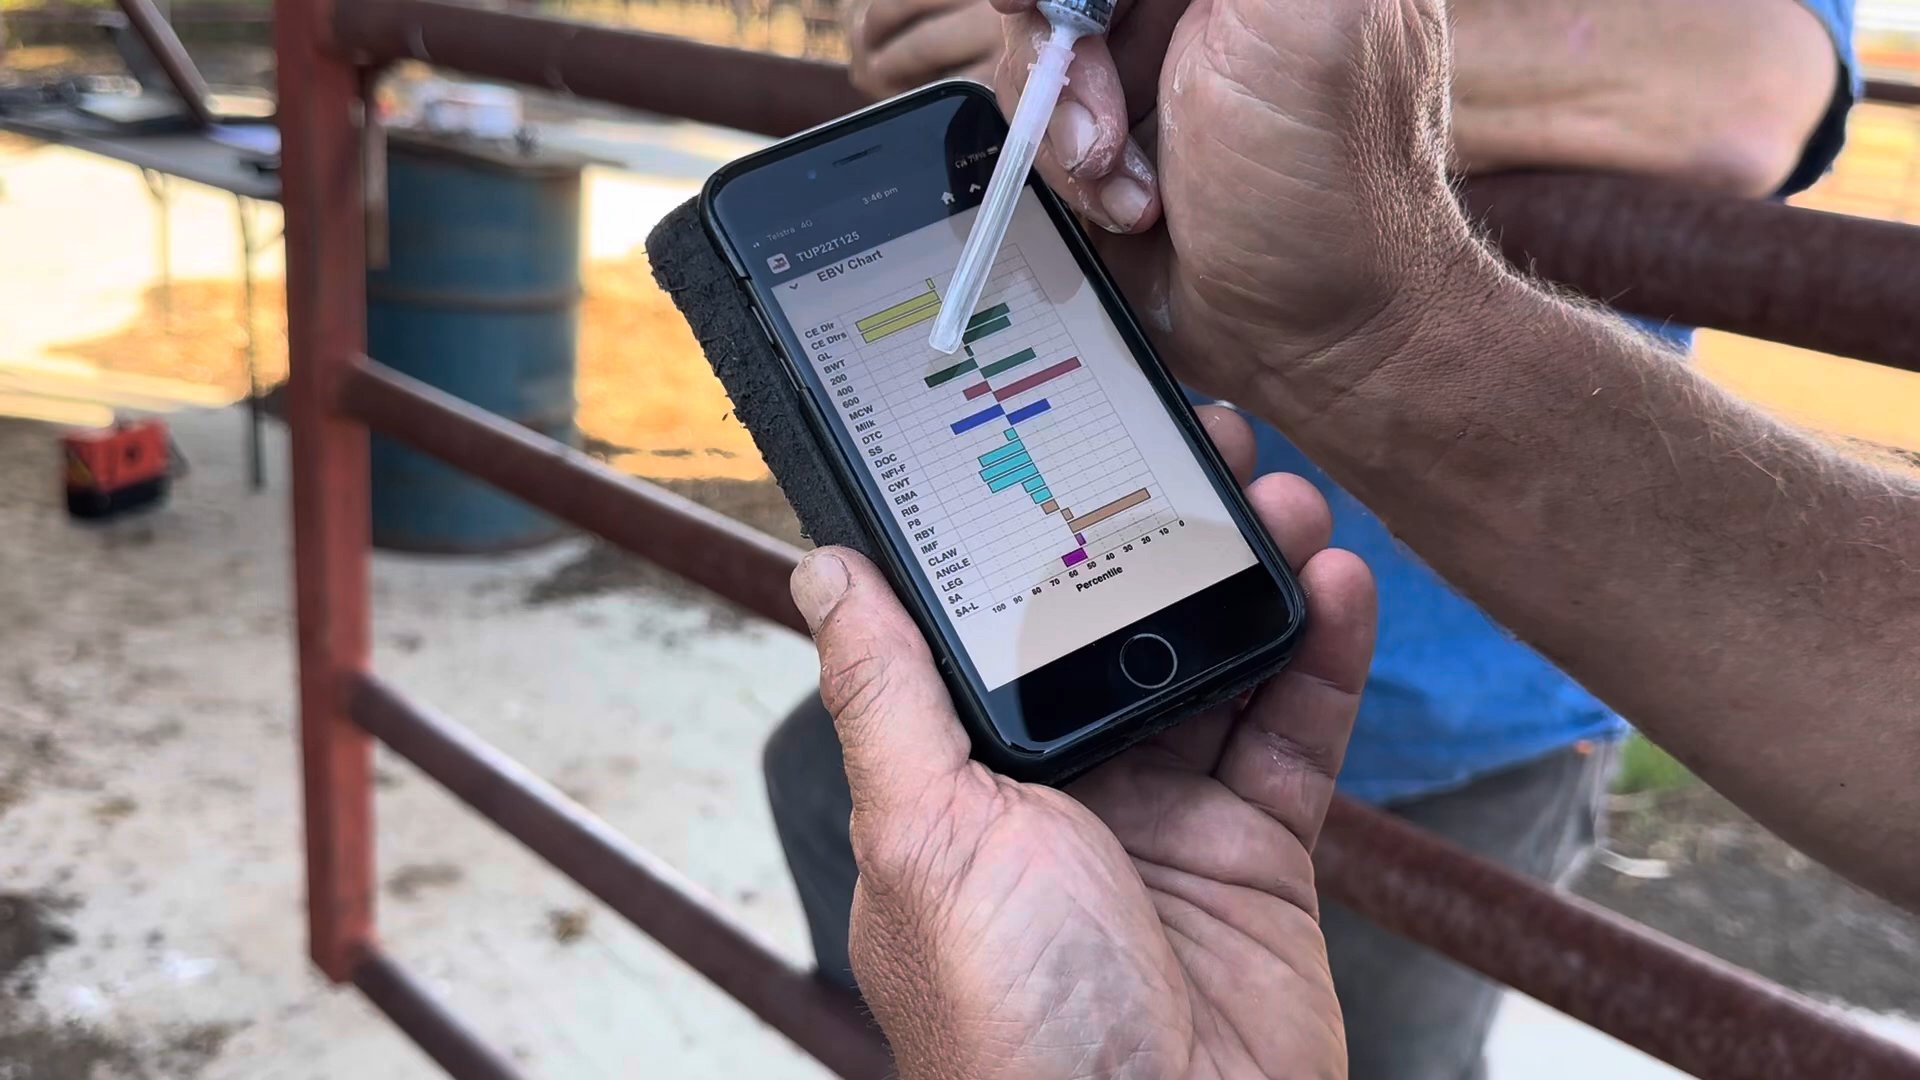 Telstra 4G
3:46 pm
TUP22T125
EBV Chart
CE Dir
CE Dtrs
GL
BWT
200
400
600
MCW
Milk
DTC
SS
DOC
NFI-F
CWT
EMA
RIB
P8
RBY
IMF
CLAW
ANGLE
LEG
$A
$A-L
100 90 80 70 60 50 40 30 20 10 0
Percentile